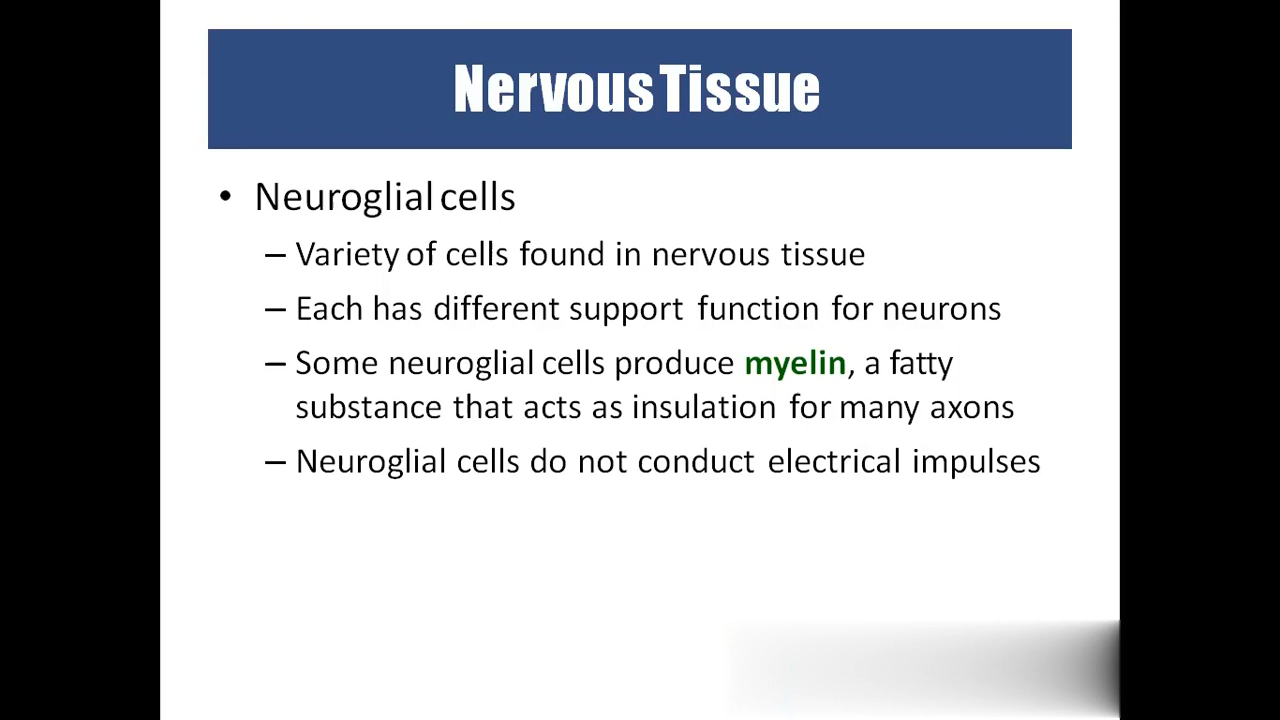 Nervous Tissue
• Neuroglial cells
– Variety of cells found in nervous tissue
– Each has different support function for neurons
– Some neuroglial cells produce myelin, a fatty
substance that acts as insulation for many axons
– Neuroglial cells do not conduct electrical impulses